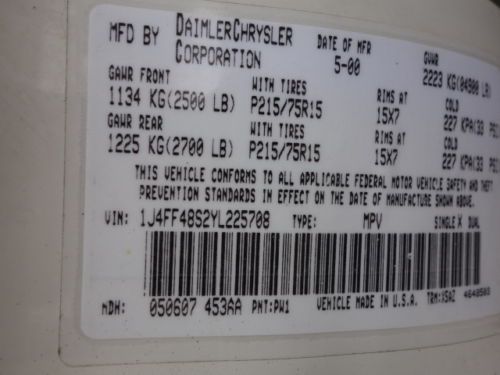 MFD BY DAIMLERCHRYSLER CORPORATION DATE OF MFR 5-00 GVWR 2223 KG(04900 LB)
GAWR FRONT WITH TIRES RIMS AT COLD
1134 KG(2500 LB) P215/75R15 15X7 227 KPA(33 PSI
GAWR REAR WITH TIRES RIMS AT COLD
1225 KG(2700 LB) P215/75R15 15X7 227 KPA(33 PS
THIS VEHICLE CONFORMS TO ALL APPLICABLE FEDERAL MOTOR VEHICLE SAFETY AND THEFT
PREVENTION STANDARDS IN EFFECT ON THE DATE OF MANUFACTURE SHOWN ABOVE.
VIN: 1J4FF48S2YL225708 TYPE: MPV SINGLE X DUAL
MDH: 050607 453AA PNT:PW1 VEHICLE MADE IN U.S.A. TRM:XSAZ